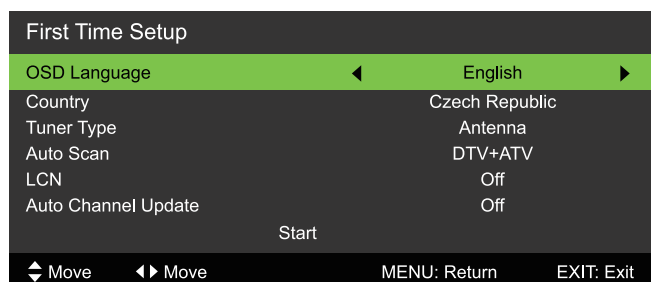 First Time Setup
OSD Language English
Country Czech Republic
Tuner Type Antenna
Auto Scan DTV+ATV
LCN Off
Auto Channel Update Off
Start
Move Move MENU: Return EXIT: Exit